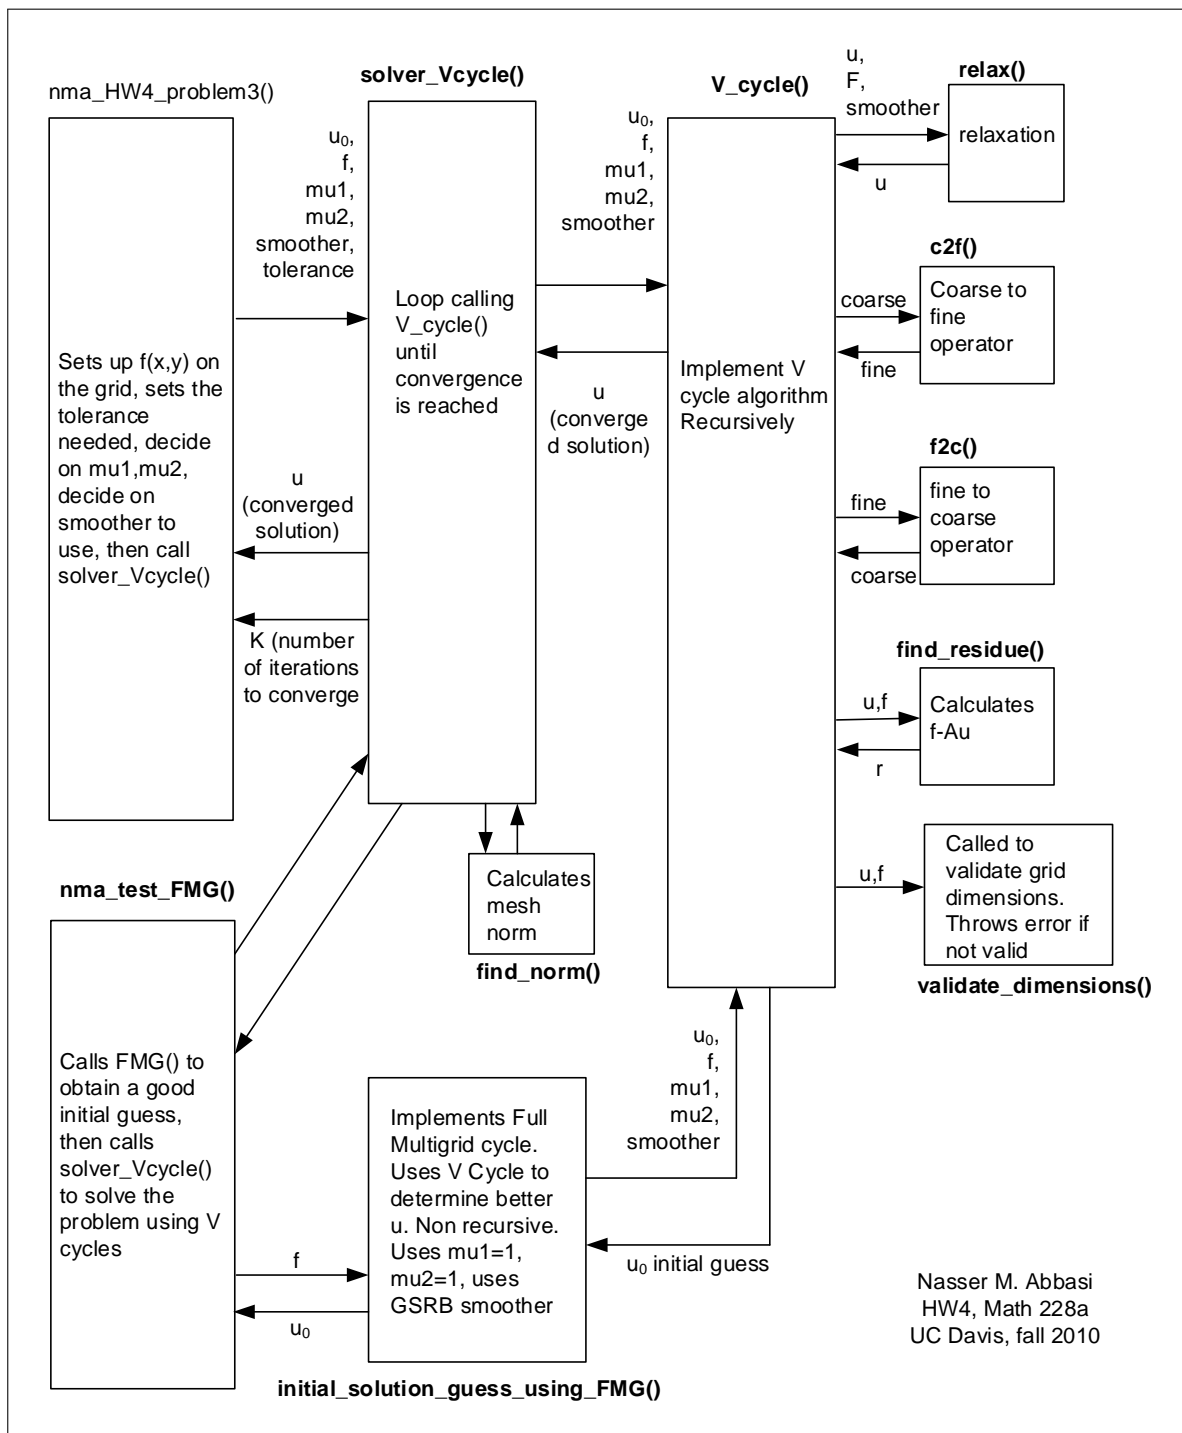 nma_HW4_problem3()
Sets up f(x,y) on
the grid, sets the
tolerance
needed, decide
on mu1,mu2,
decide on
smoother to
use, then call
solver_Vcycle()
u₀,
f,
mu1,
mu2,
smoother,
tolerance
u
(converged
solution)
K (number
of iterations
to converge
solver_Vcycle()
Loop calling
V_cycle()
until
convergence
is reached
u₀,
f,
mu1,
mu2,
smoother
u
(converge
d solution)
V_cycle()
Implement V
cycle algorithm
Recursively
u,
F,
smoother
u
relax()
relaxation
c2f()
coarse
fine
Coarse to
fine
operator
f2c()
fine
coarse
fine to
coarse
operator
find_residue()
u,f
r
Calculates
f-Au
u,f
Called to
validate grid
dimensions.
Throws error if
not valid
validate_dimensions()
Calculates
mesh
norm
find_norm()
nma_test_FMG()
Calls FMG() to
obtain a good
initial guess,
then calls
solver_Vcycle()
to solve the
problem using V
cycles
f
u₀
Implements Full
Multigrid cycle.
Uses V Cycle to
determine better
u. Non recursive.
Uses mu1=1,
mu2=1, uses
GSRB smoother
initial_solution_guess_using_FMG()
u₀,
f,
mu1,
mu2,
smoother
u₀ initial guess
Nasser M. Abbasi
HW4, Math 228a
UC Davis, fall 2010